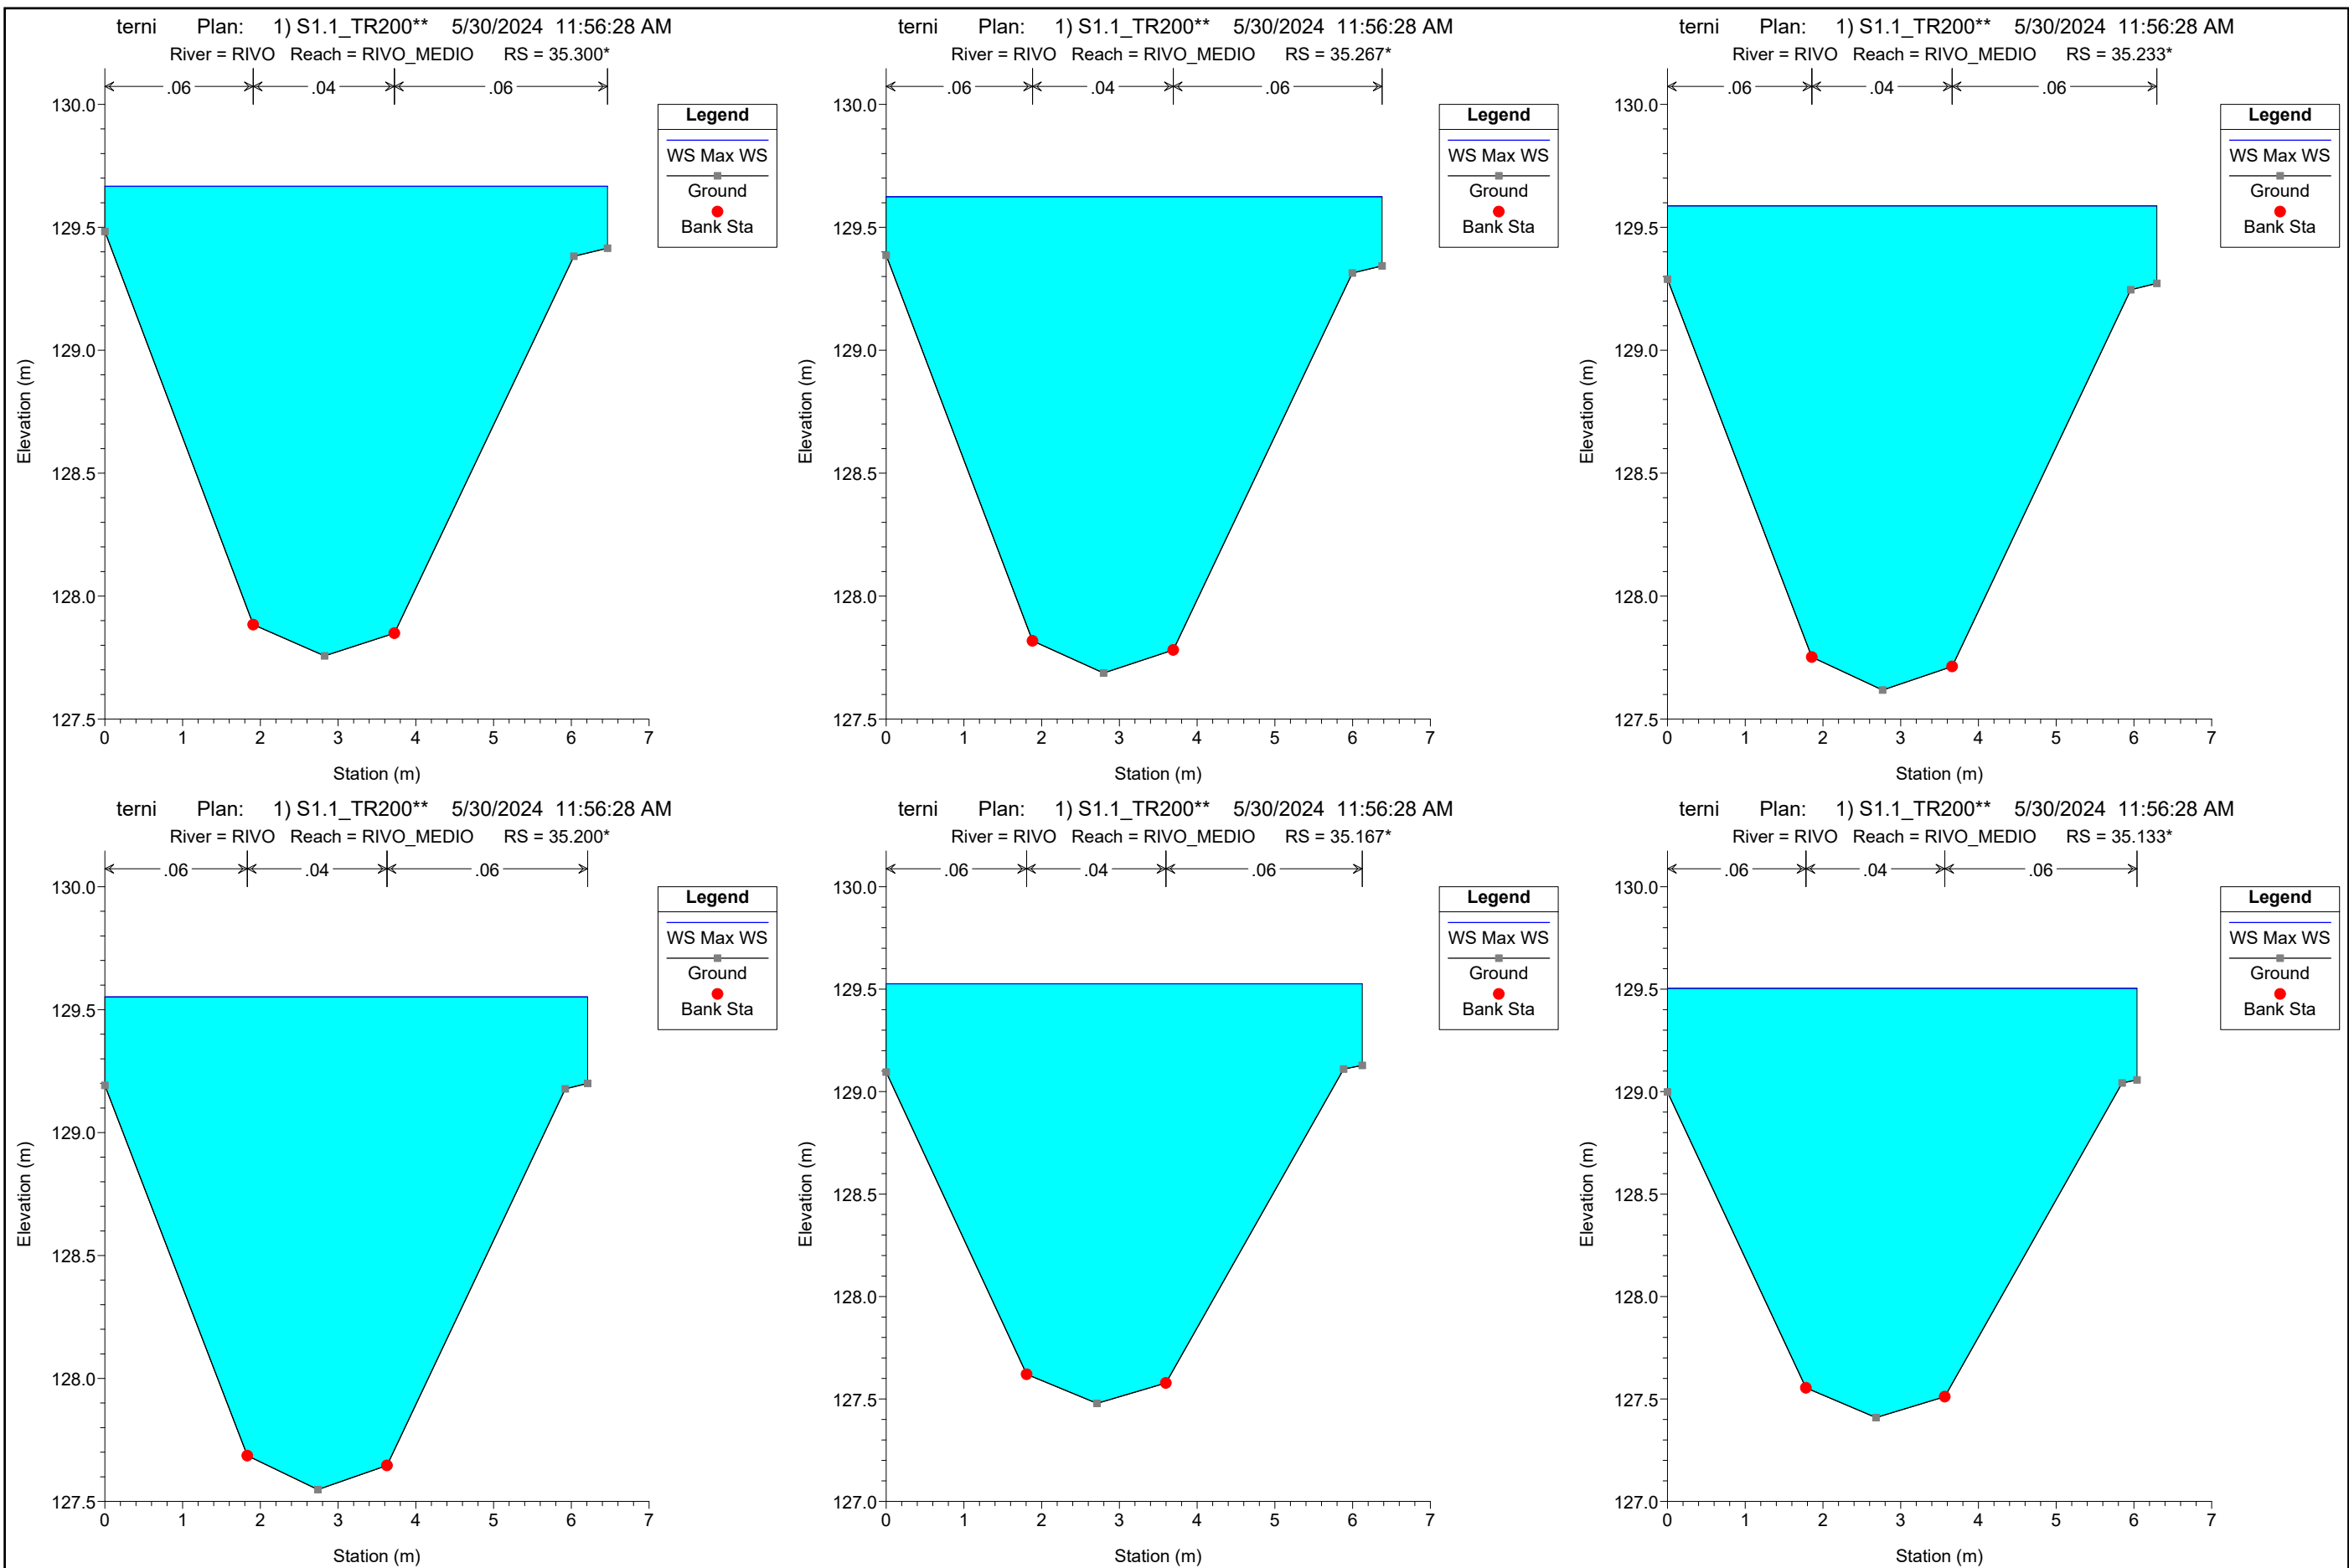 terni Plan: 1) S1.1_TR200** 5/30/2024 11:56:28 AM
River = RIVO Reach = RIVO_MEDIO RS = 35.300*
.06 .04 .06
Legend
WS Max WS
Ground
Bank Sta
130.0
129.5
129.0
128.5
128.0
127.5
Elevation (m)
0 1 2 3 4 5 6 7
Station (m)
terni Plan: 1) S1.1_TR200** 5/30/2024 11:56:28 AM
River = RIVO Reach = RIVO_MEDIO RS = 35.267*
.06 .04 .06
Legend
WS Max WS
Ground
Bank Sta
130.0
129.5
129.0
128.5
128.0
127.5
Elevation (m)
0 1 2 3 4 5 6 7
Station (m)
terni Plan: 1) S1.1_TR200** 5/30/2024 11:56:28 AM
River = RIVO Reach = RIVO_MEDIO RS = 35.233*
.06 .04 .06
Legend
WS Max WS
Ground
Bank Sta
130.0
129.5
129.0
128.5
128.0
127.5
Elevation (m)
0 1 2 3 4 5 6 7
Station (m)
terni Plan: 1) S1.1_TR200** 5/30/2024 11:56:28 AM
River = RIVO Reach = RIVO_MEDIO RS = 35.200*
.06 .04 .06
Legend
WS Max WS
Ground
Bank Sta
130.0
129.5
129.0
128.5
128.0
127.5
Elevation (m)
0 1 2 3 4 5 6 7
Station (m)
terni Plan: 1) S1.1_TR200** 5/30/2024 11:56:28 AM
River = RIVO Reach = RIVO_MEDIO RS = 35.167*
.06 .04 .06
Legend
WS Max WS
Ground
Bank Sta
130.0
129.5
129.0
128.5
128.0
127.5
127.0
Elevation (m)
0 1 2 3 4 5 6 7
Station (m)
terni Plan: 1) S1.1_TR200** 5/30/2024 11:56:28 AM
River = RIVO Reach = RIVO_MEDIO RS = 35.133*
.06 .04 .06
Legend
WS Max WS
Ground
Bank Sta
130.0
129.5
129.0
128.5
128.0
127.5
127.0
Elevation (m)
0 1 2 3 4 5 6 7
Station (m)